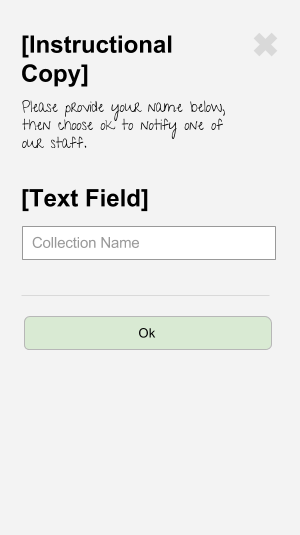 [Instructional
Copy]
Please provide your name below,
then choose ok to notify one of
our staff.
[Text Field]
Collection Name
Ok